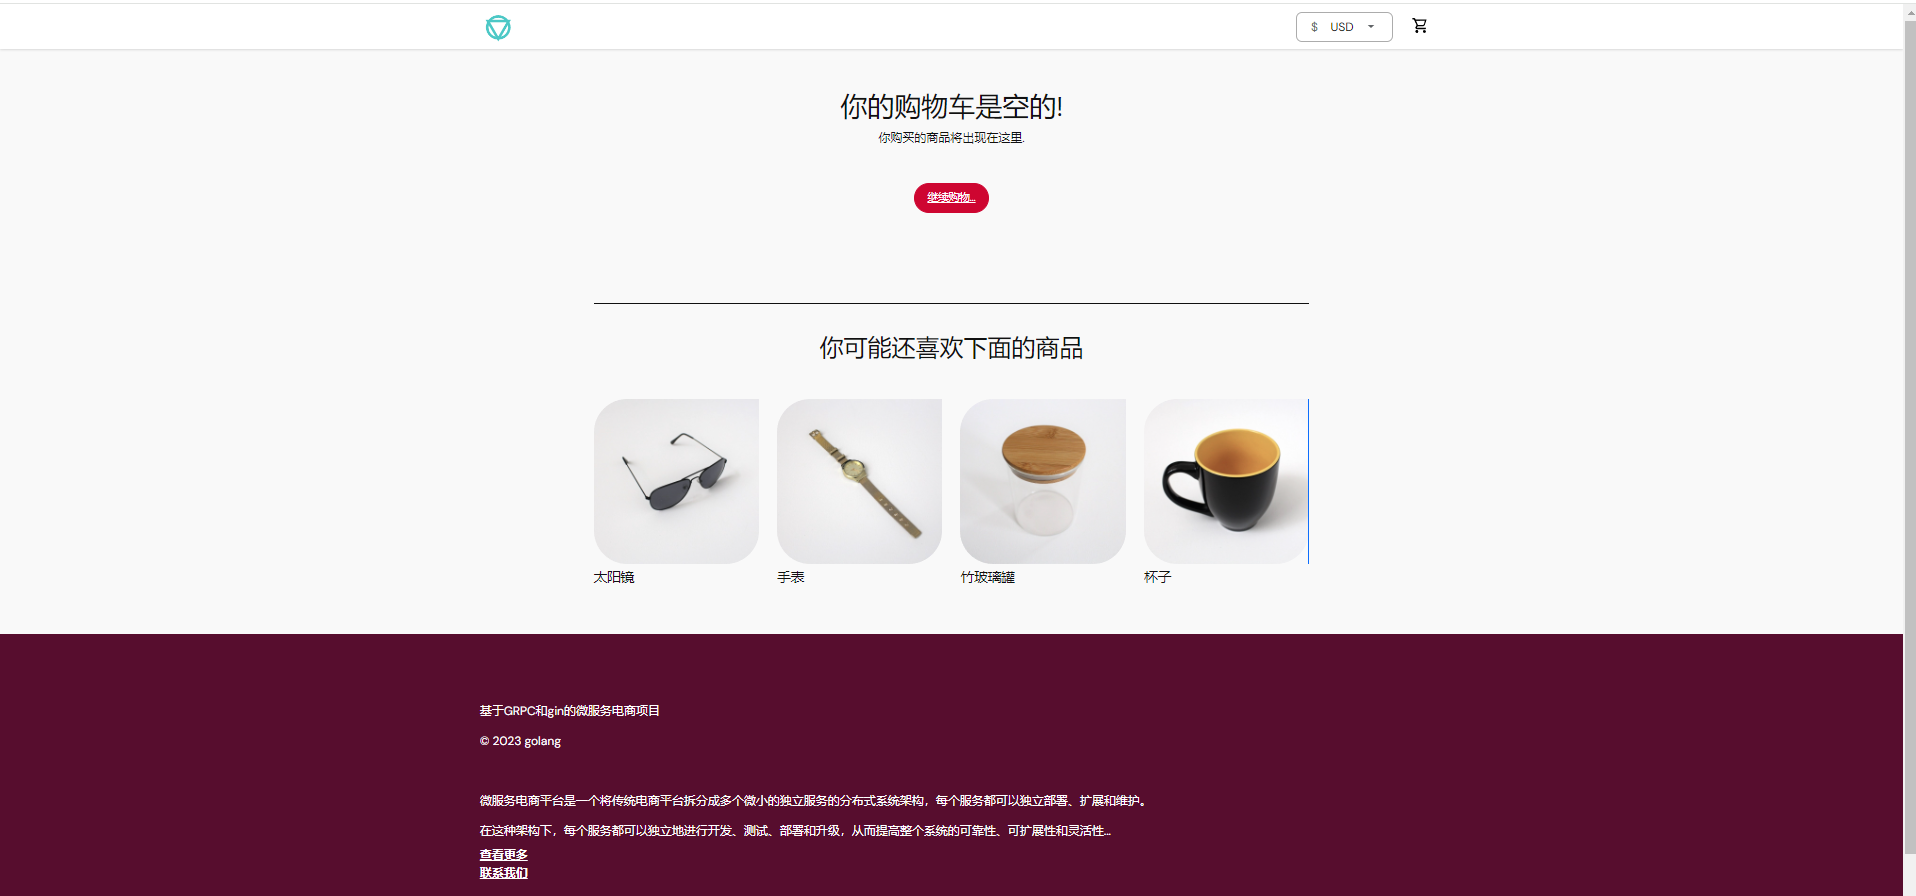 $ USD
你的购物车是空的!
你购买的商品将出现在这里.
继续购物...
你可能还喜欢下面的商品
太阳镜
手表
竹玻璃罐
杯子
基于GRPC和gin的微服务电商项目
© 2023 golang
微服务电商平台是一个将传统电商平台拆分成多个微小的独立服务的分布式系统架构，每个服务都可以独立部署、扩展和维护。
在这种架构下，每个服务都可以独立地进行开发、测试、部署和升级，从而提高整个系统的可靠性、可扩展性和灵活性...
查看更多
联系我们